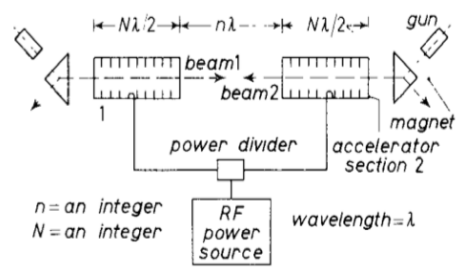 Nλ/2
nλ
Nλ/2
gun
beam1
beam2
1
magnet
power divider
accelerator
section 2
n = an integer
N = an integer
RF
power
source
wavelength=λ